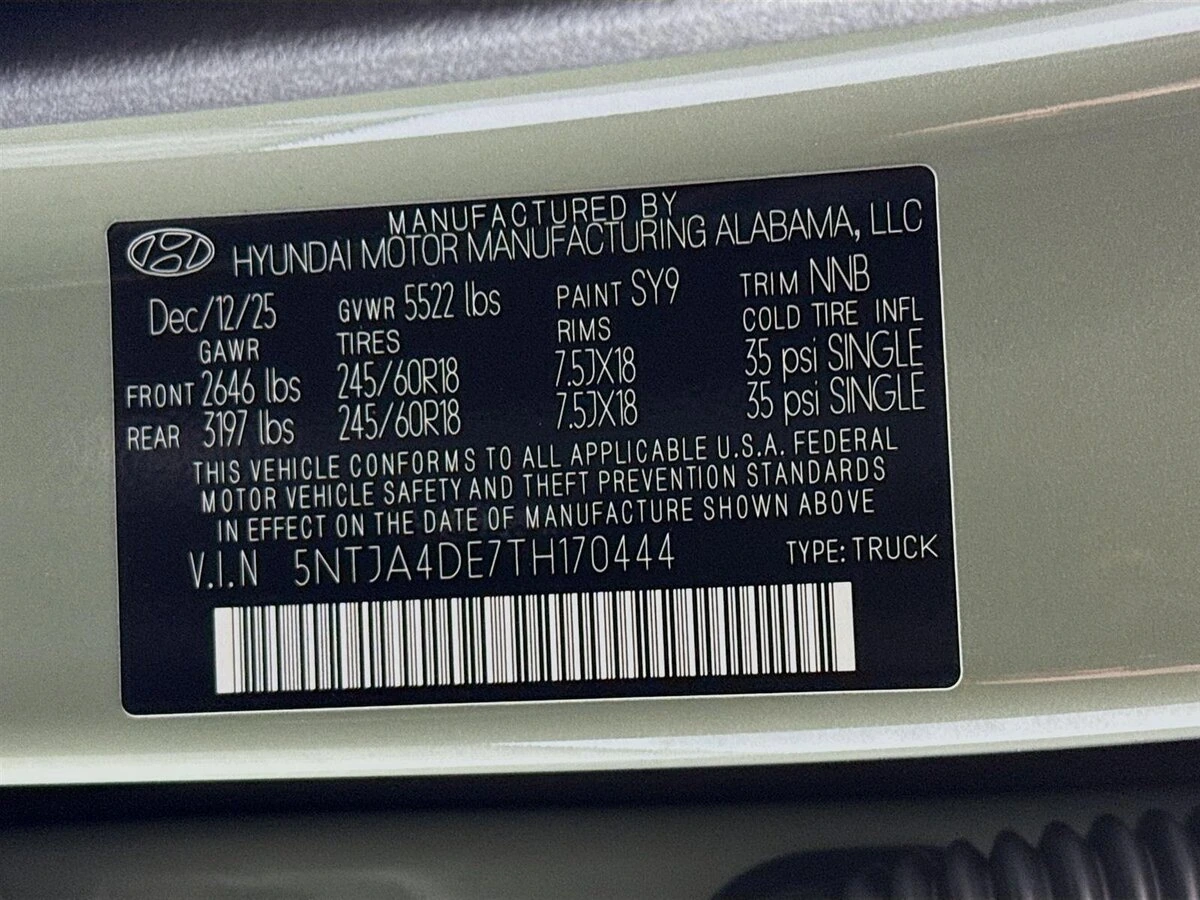 MANUFACTURED BY
HYUNDAI MOTOR MANUFACTURING ALABAMA, LLC
Dec/12/25 GVWR 5522 lbs PAINT SY9 TRIM NNB
GAWR TIRES RIMS COLD TIRE INFL
FRONT 2646 lbs 245/60R18 7.5JX18 35 psi SINGLE
REAR 3197 lbs 245/60R18 7.5JX18 35 psi SINGLE
THIS VEHICLE CONFORMS TO ALL APPLICABLE U.S.A. FEDERAL
MOTOR VEHICLE SAFETY AND THEFT PREVENTION STANDARDS
IN EFFECT ON THE DATE OF MANUFACTURE SHOWN ABOVE
V.I.N 5NTJA4DE7TH170444 TYPE: TRUCK